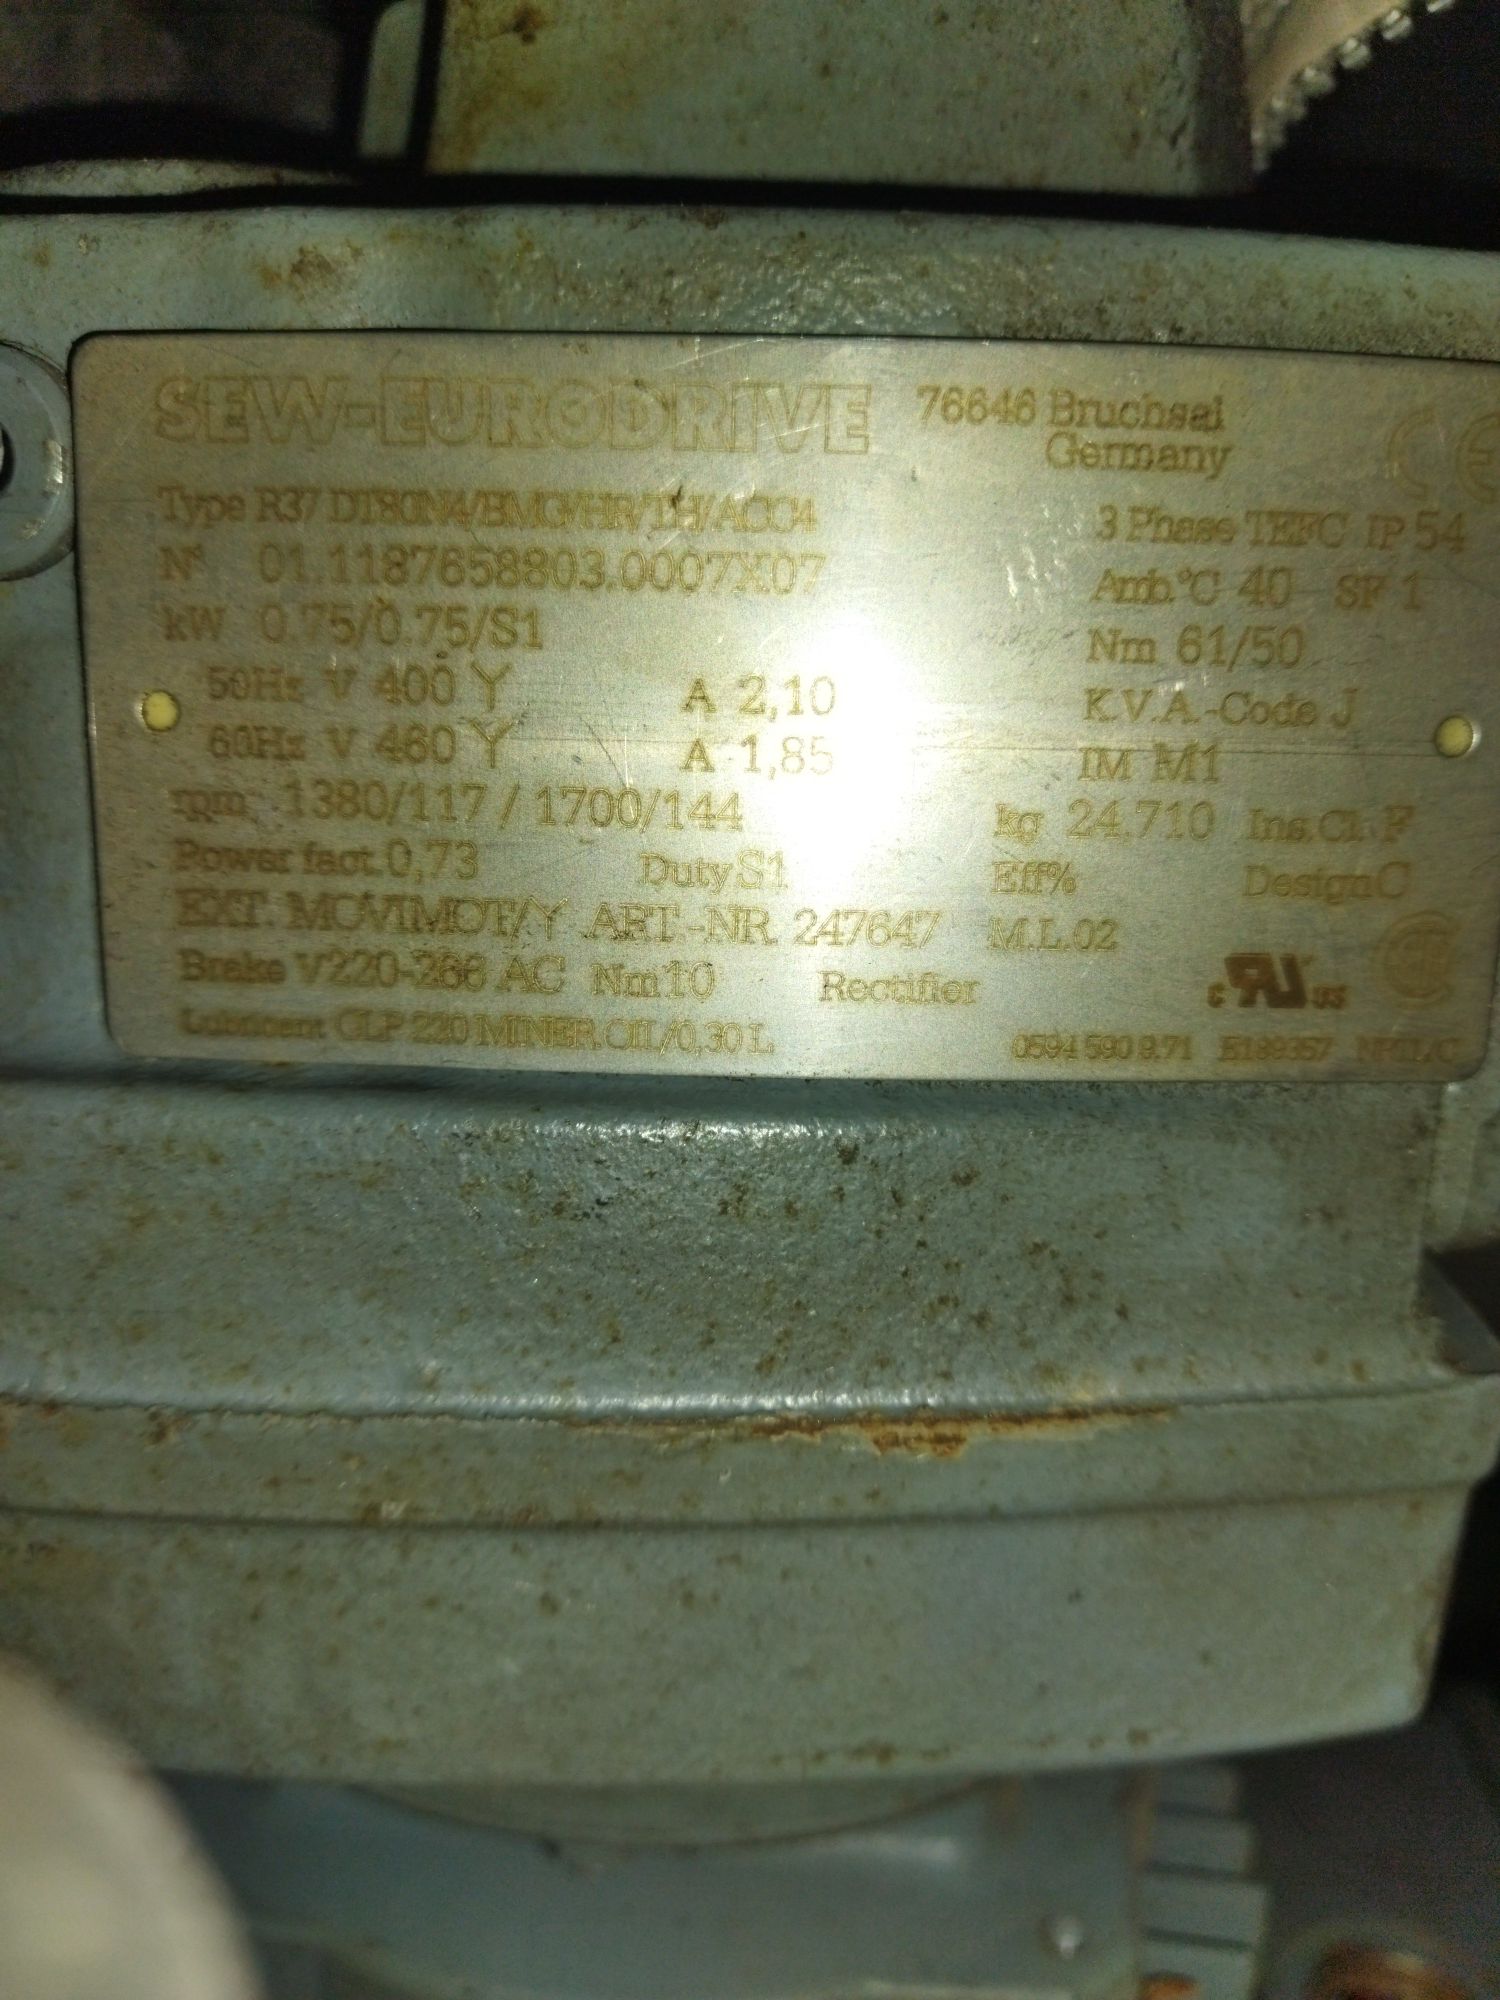 SEW-EURODRIVE 76646 Bruchsal
Germany
Type R37 DT80N4/BMG/HR/TH/ACC4 3 Phase TEFC IP 54
N° 01.1187658803.0007X07 Amb.°C 40 SF 1
kW 0.75/0.75/S1 Nm 61/50
50Hz V 400 Y A 2,10 K.V.A.-Code J
60Hz V 460 Y A 1,85 IM M1
rpm 1380/117 / 1700/144 kg 24.710 Ins.Cl. F
Power fact. 0,73 Duty S1 Eff% Design C
EXT. MOVIMOT/Y ART.-NR. 247647 M.L.02
Brake V220-266 AC Nm 10 Rectifier c RU us
Lubricant CLP 220 MINER.OIL/0,30 L 0594 590 9.71 E189357